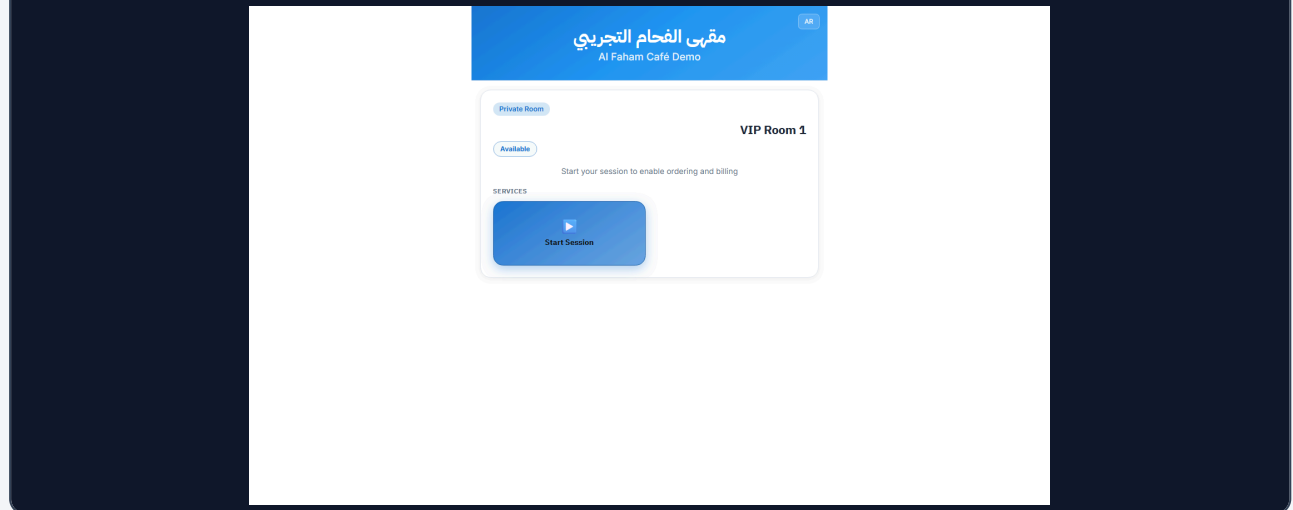 AR
مقهى الفحام التجريبي
Al Faham Café Demo
Private Room
VIP Room 1
Available
Start your session to enable ordering and billing
SERVICES
Start Session